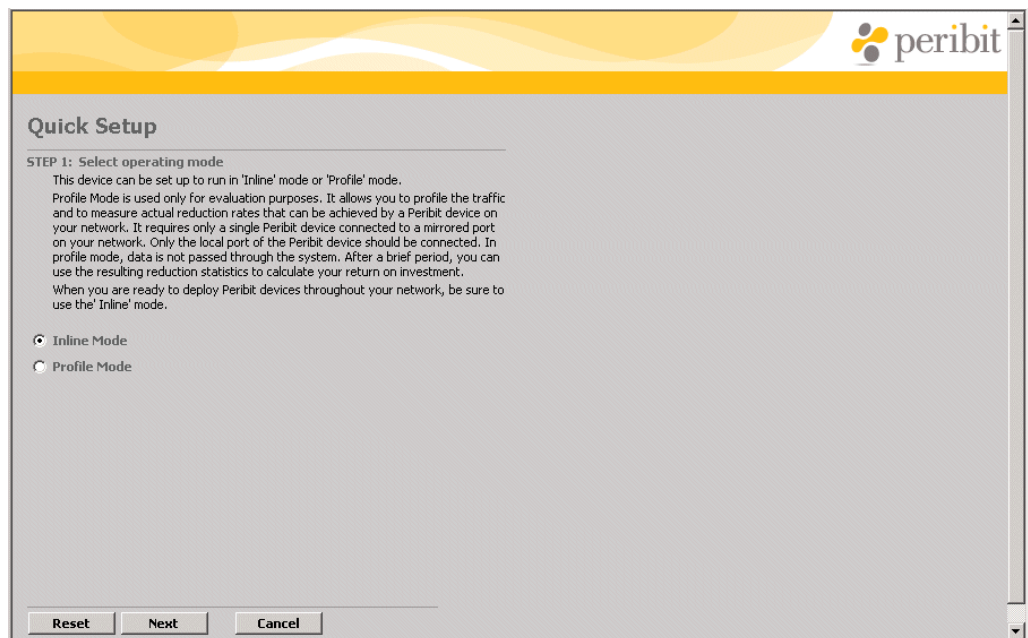 peribit
Quick Setup
STEP 1: Select operating mode
This device can be set up to run in 'Inline' mode or 'Profile' mode.
Profile Mode is used only for evaluation purposes. It allows you to profile the traffic
and to measure actual reduction rates that can be achieved by a Peribit device on
your network. It requires only a single Peribit device connected to a mirrored port
on your network. Only the local port of the Peribit device should be connected. In
profile mode, data is not passed through the system. After a brief period, you can
use the resulting reduction statistics to calculate your return on investment.
When you are ready to deploy Peribit devices throughout your network, be sure to
use the' Inline' mode.
Inline Mode
Profile Mode
Reset Next Cancel